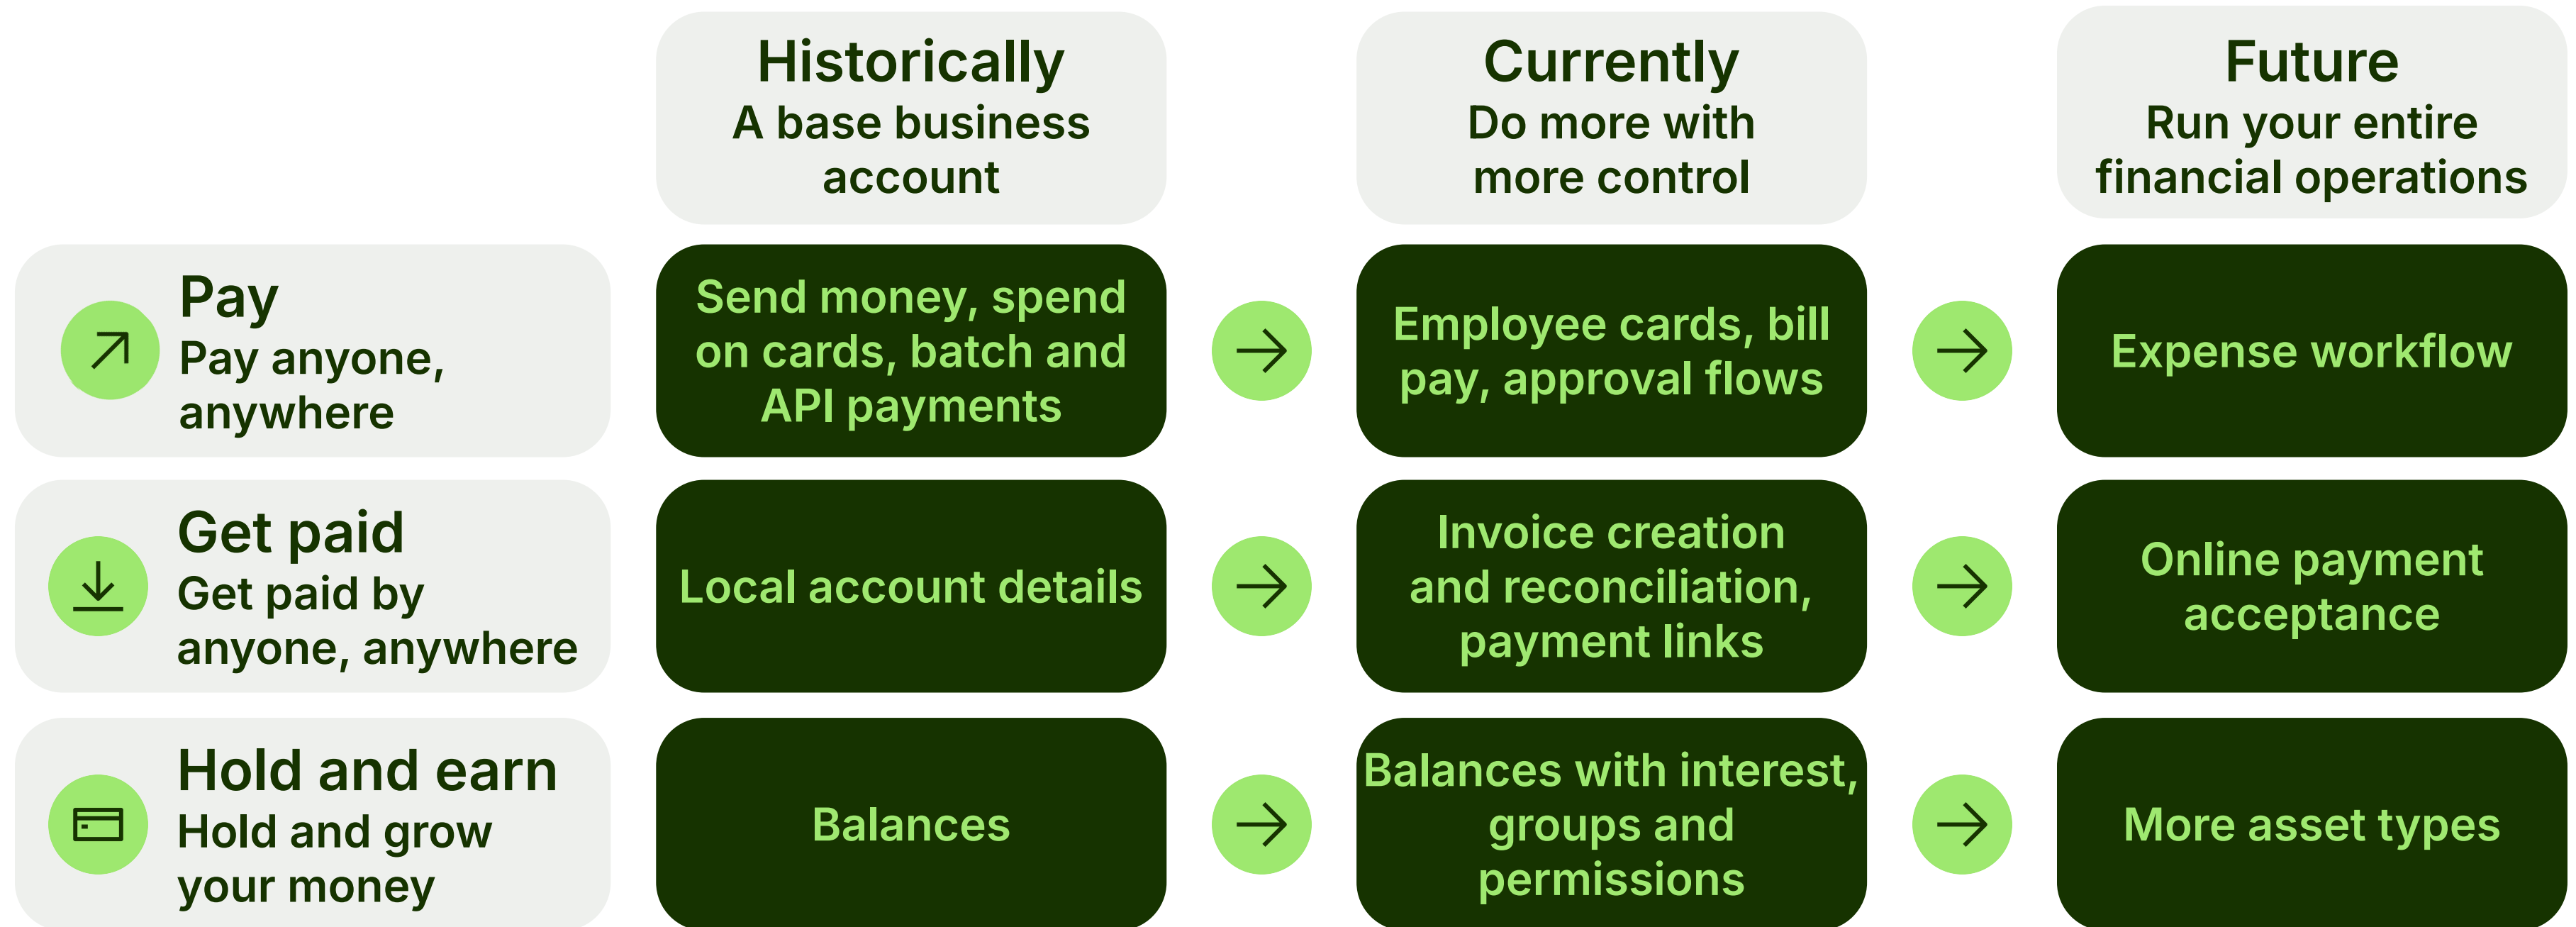 Historically
A base business
account
Currently
Do more with
more control
Future
Run your entire
financial operations
Pay
Pay anyone,
anywhere
Send money, spend
on cards, batch and
API payments
Employee cards, bill
pay, approval flows
Expense workflow
Get paid
Get paid by
anyone, anywhere
Local account details
Invoice creation
and reconciliation,
payment links
Online payment
acceptance
Hold and earn
Hold and grow
your money
Balances
Balances with interest,
groups and
permissions
More asset types